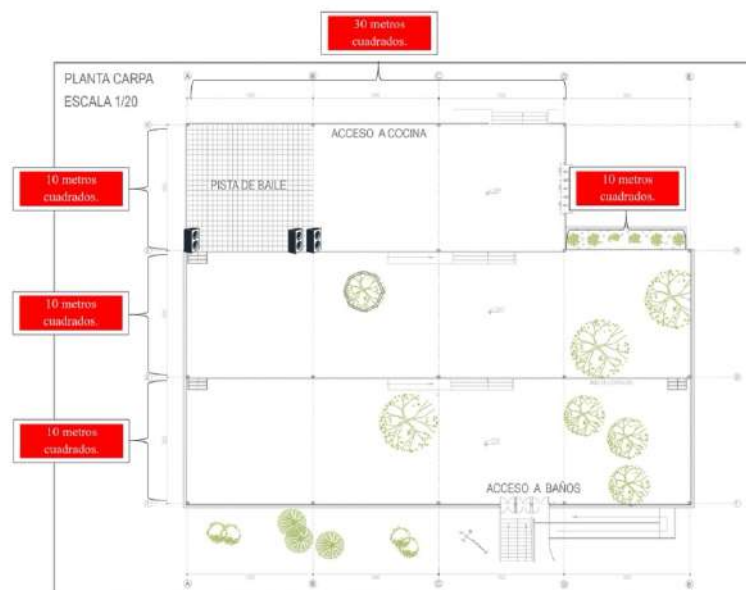 30 metros
cuadrados.
PLANTA CARPA
ESCALA 1/20
A
B
C
D
E
ACCESO A COCINA
PISTA DE BAILE
10 metros
cuadrados.
10 metros
cuadrados.
10 metros
cuadrados.
10 metros
cuadrados.
ACCESO A BAÑOS
A
B
C
D
E